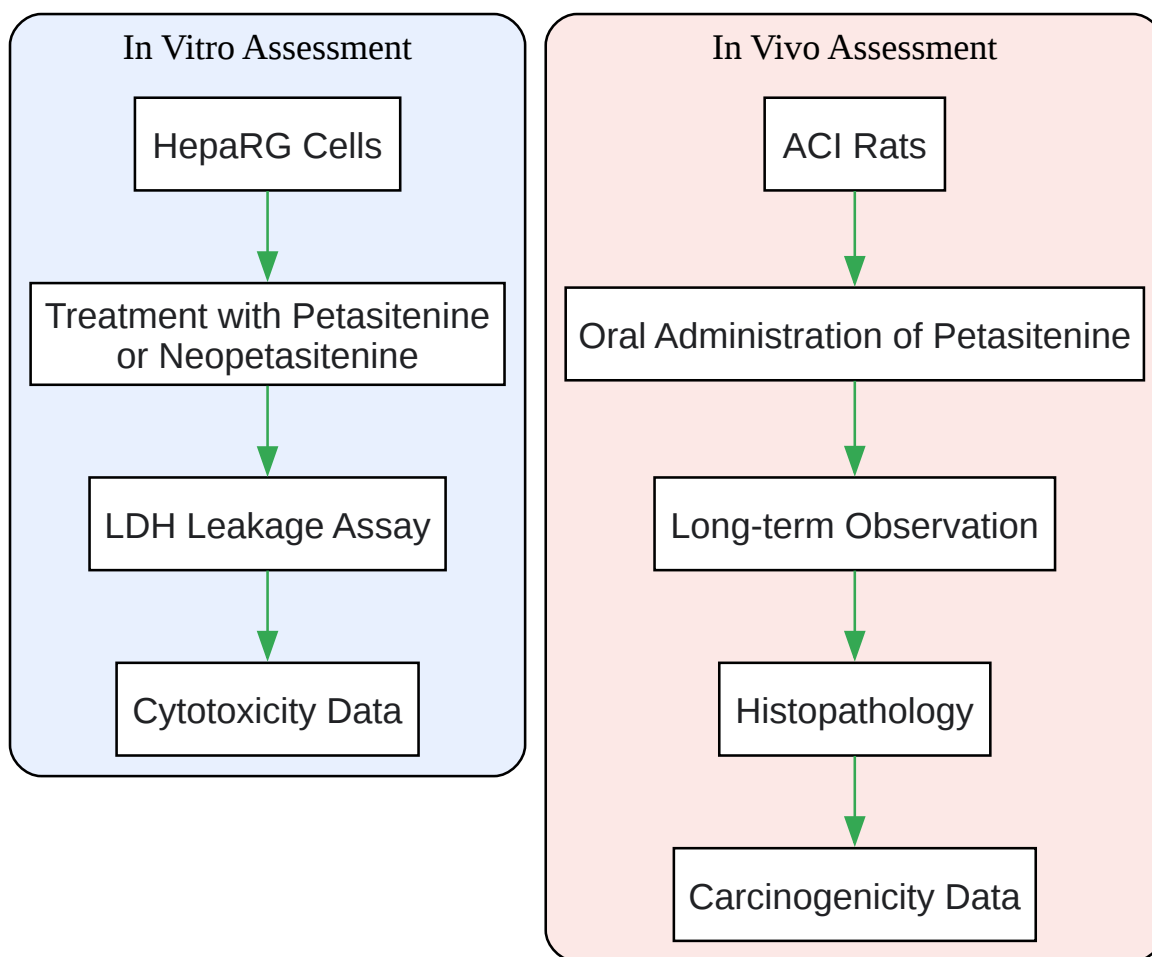 In Vitro Assessment
HepaRG Cells
Treatment with Petasitenine
or Neopetasitenine
LDH Leakage Assay
Cytotoxicity Data
In Vivo Assessment
ACI Rats
Oral Administration of Petasitenine
Long-term Observation
Histopathology
Carcinogenicity Data